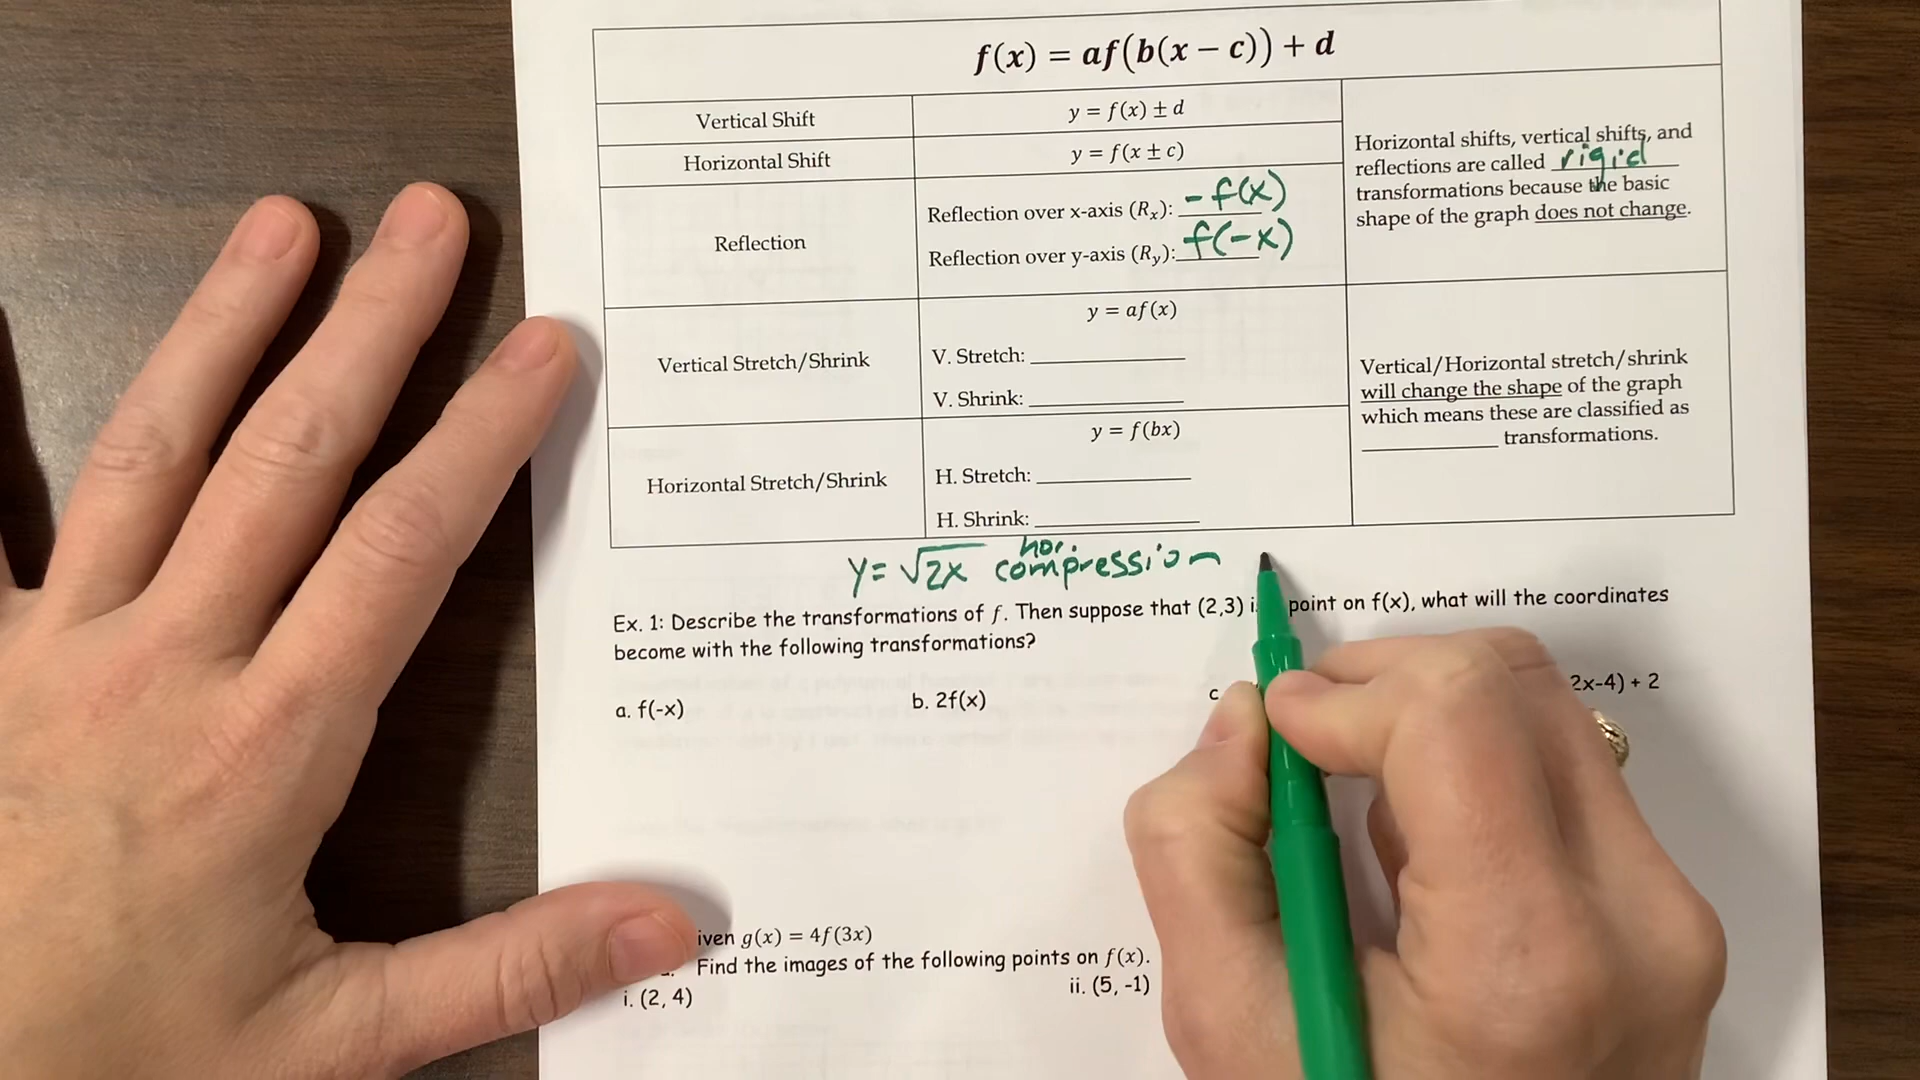 f(x) = af(b(x − c)) + d
Vertical Shift
y = f(x) ± d
Horizontal Shift
y = f(x ± c)
Horizontal shifts, vertical shifts, and
reflections are called rigid
transformations because the basic
shape of the graph does not change.
Reflection
Reflection over x-axis (Rx): -f(x)
Reflection over y-axis (Ry): f(-x)
Vertical Stretch/Shrink
y = af(x)
V. Stretch: ____________
V. Shrink: ____________
Vertical/Horizontal stretch/shrink
will change the shape of the graph
which means these are classified as
____________ transformations.
Horizontal Stretch/Shrink
y = f(bx)
H. Stretch: ____________
H. Shrink: ____________
hor.
y = √2x compression
Ex. 1: Describe the transformations of f. Then suppose that (2,3) point on f(x), what will the coordinates
become with the following transformations?
a. f(-x)
b. 2f(x)
c
2x-4) + 2
iven g(x) = 4f(3x)
Find the images of the following points on f(x).
i. (2, 4)
ii. (5, -1)